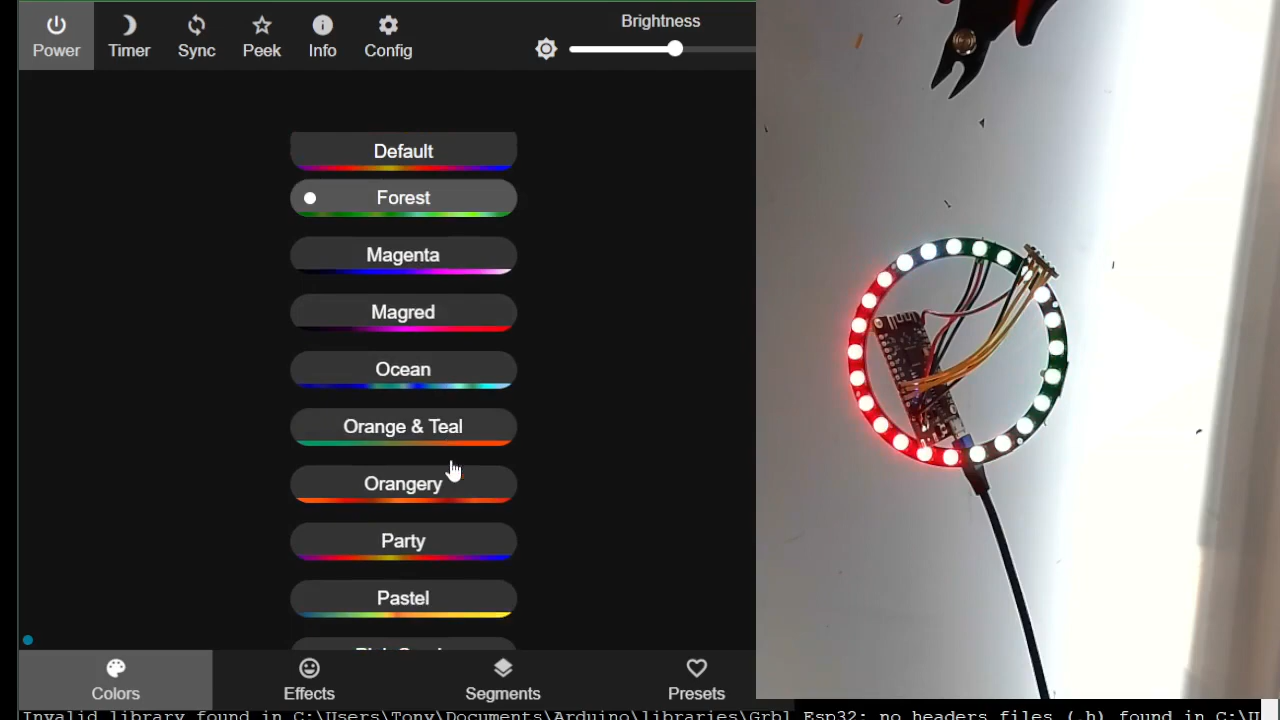 Power
Timer
Sync
Peek
Info
Config
Brightness
Default
Forest
Magenta
Magred
Ocean
Orange & Teal
Orangery
Party
Pastel
Colors
Effects
Segments
Presets
Invalid library found in C:\Users\Tony\Documents\Arduino\libraries\Grbl_Esp32: no headers files (.h) found in C:\U